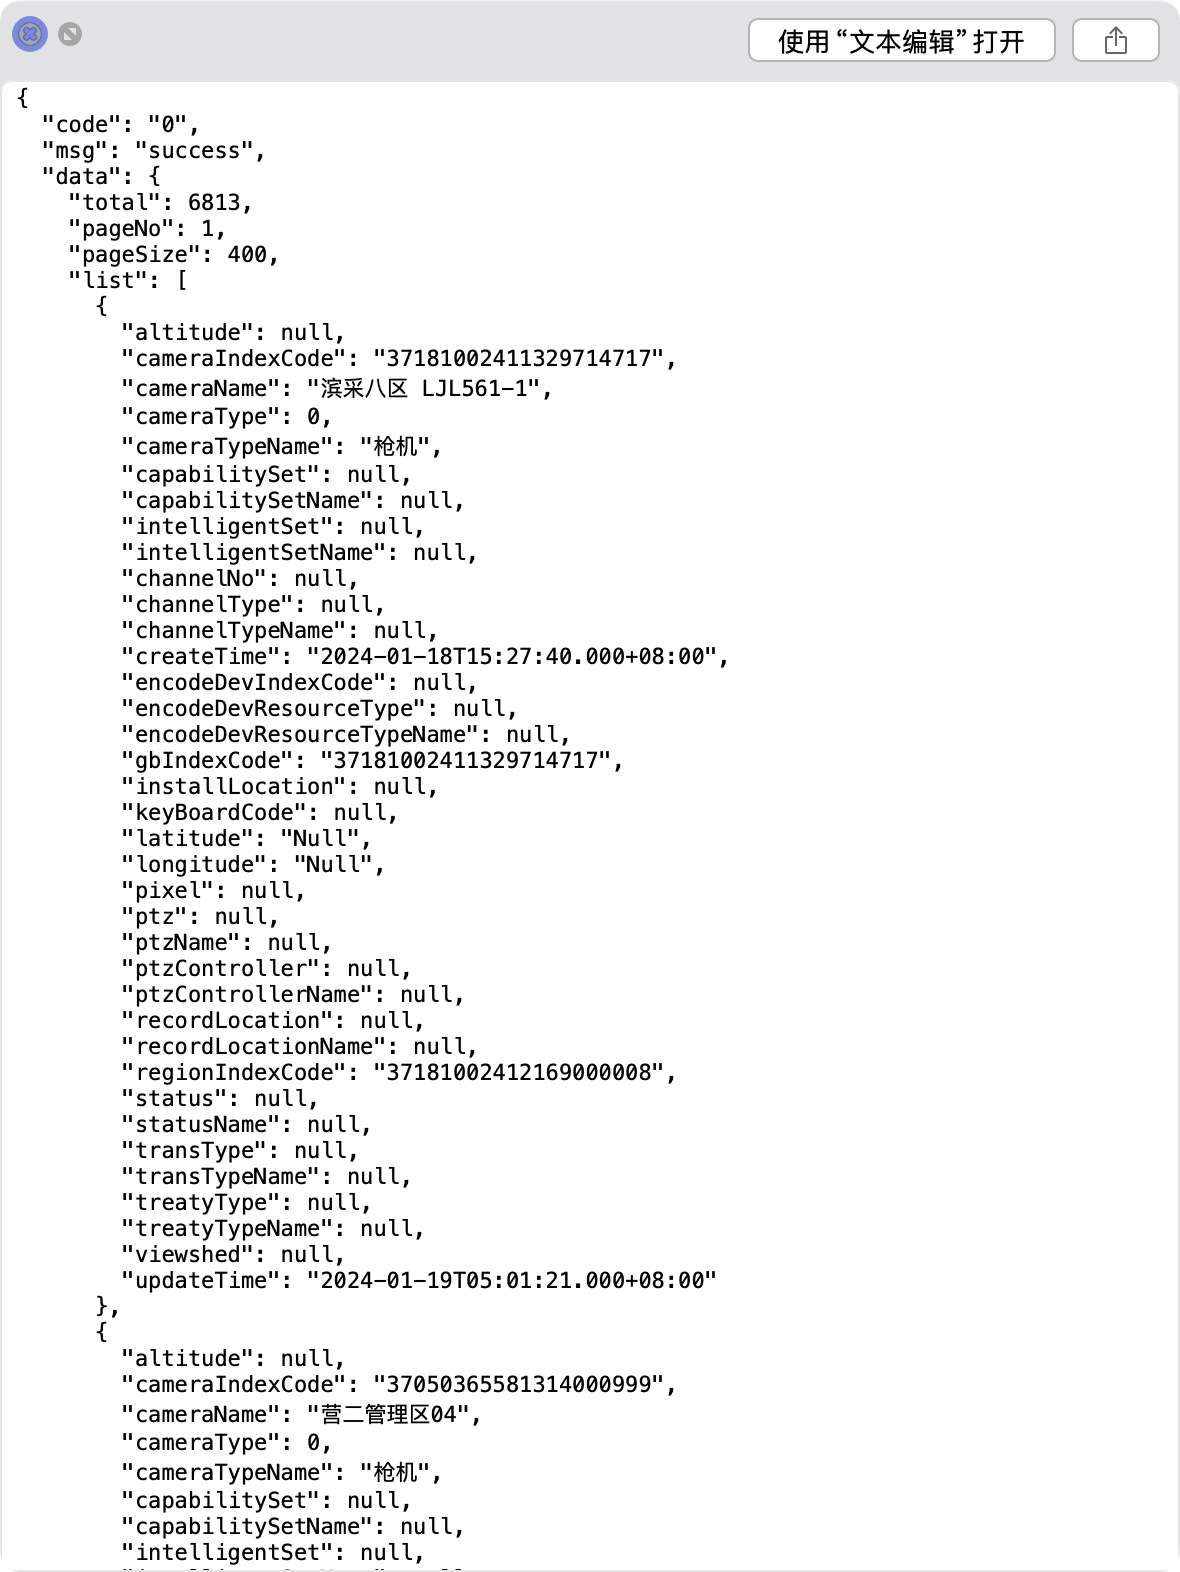 使用“文本编辑”打开
{
"code": "0",
"msg": "success",
"data": {
"total": 6813,
"pageNo": 1,
"pageSize": 400,
"list": [
{
"altitude": null,
"cameraIndexCode": "37181002411329714717",
"cameraName": "滨采八区 LJL561-1",
"cameraType": 0,
"cameraTypeName": "枪机",
"capabilitySet": null,
"capabilitySetName": null,
"intelligentSet": null,
"intelligentSetName": null,
"channelNo": null,
"channelType": null,
"channelTypeName": null,
"createTime": "2024-01-18T15:27:40.000+08:00",
"encodeDevIndexCode": null,
"encodeDevResourceType": null,
"encodeDevResourceTypeName": null,
"gbIndexCode": "37181002411329714717",
"installLocation": null,
"keyBoardCode": null,
"latitude": "Null",
"longitude": "Null",
"pixel": null,
"ptz": null,
"ptzName": null,
"ptzController": null,
"ptzControllerName": null,
"recordLocation": null,
"recordLocationName": null,
"regionIndexCode": "37181002412169000008",
"status": null,
"statusName": null,
"transType": null,
"transTypeName": null,
"treatyType": null,
"treatyTypeName": null,
"viewshed": null,
"updateTime": "2024-01-19T05:01:21.000+08:00"
},
{
"altitude": null,
"cameraIndexCode": "37050365581314000999",
"cameraName": "营二管理区04",
"cameraType": 0,
"cameraTypeName": "枪机",
"capabilitySet": null,
"capabilitySetName": null,
"intelligentSet": null,